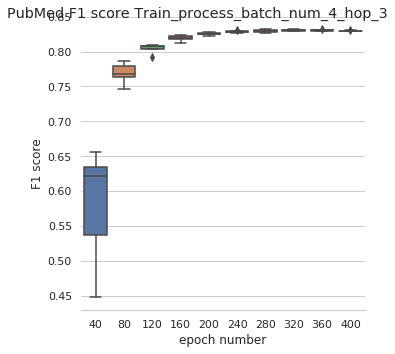 PubMed F1 score Train_process_batch_num_4_hop_3
0.85
0.80
0.75
0.70
0.65
0.60
0.55
0.50
0.45
F1 score
40 80 120 160 200 240 280 320 360 400
epoch number